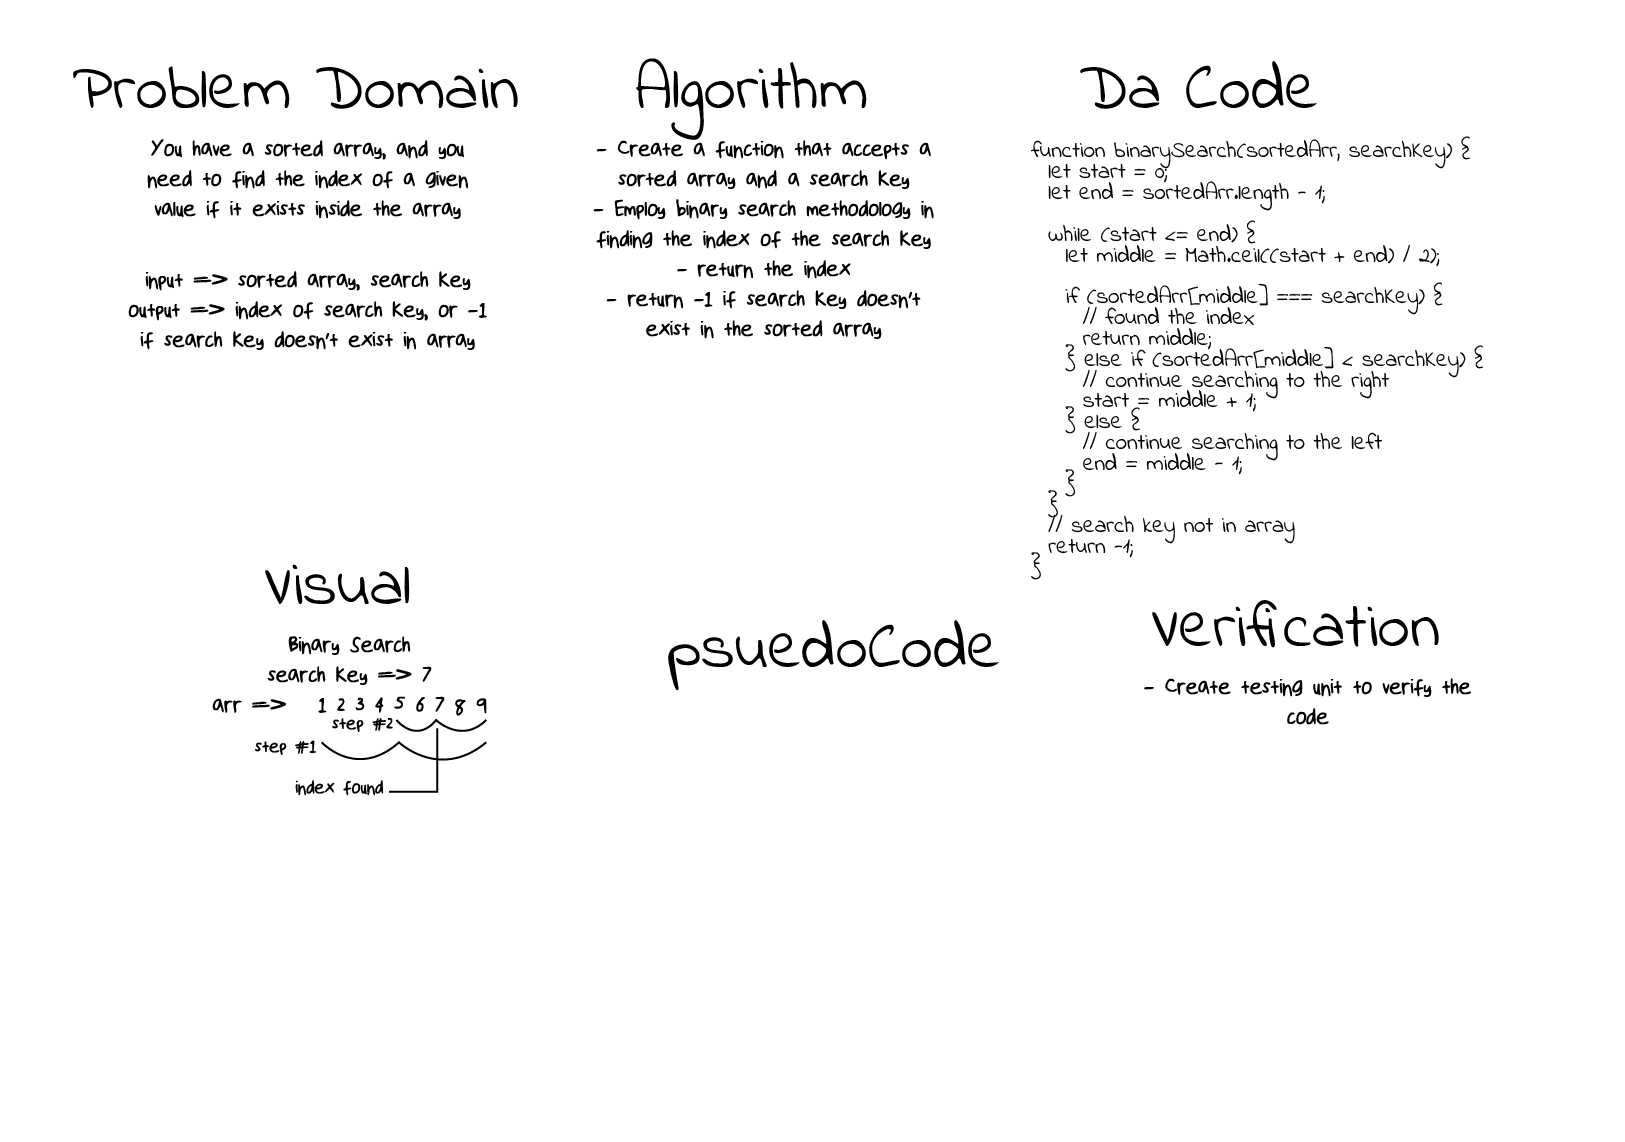 Problem Domain
You have a sorted array, and you
need to find the index of a given
value if it exists inside the array
input => sorted array, search key
output => index of search key, or -1
if search key doesn't exist in array
Algorithm
- Create a function that accepts a
sorted array and a search key
- Employ binary search methodology in
finding the index of the search key
- return the index
- return -1 if search key doesn't
exist in the sorted array
Da Code
function binarySearch(sortedArr, searchKey) {
let start = 0;
let end = sortedArr.length - 1;
while (start <= end) {
let middle = Math.ceil((start + end) / 2);
if (sortedArr[middle] === searchKey) {
// found the index
return middle;
} else if (sortedArr[middle] < searchKey) {
// continue searching to the right
start = middle + 1;
} else {
// continue searching to the left
end = middle - 1;
}
}
// search key not in array
return -1;
}
Visual
Binary Search
search key => 7
arr => 1 2 3 4 5 6 7 8 9
step #2
step #1
index found
psuedoCode
verification
- Create testing unit to verify the
code